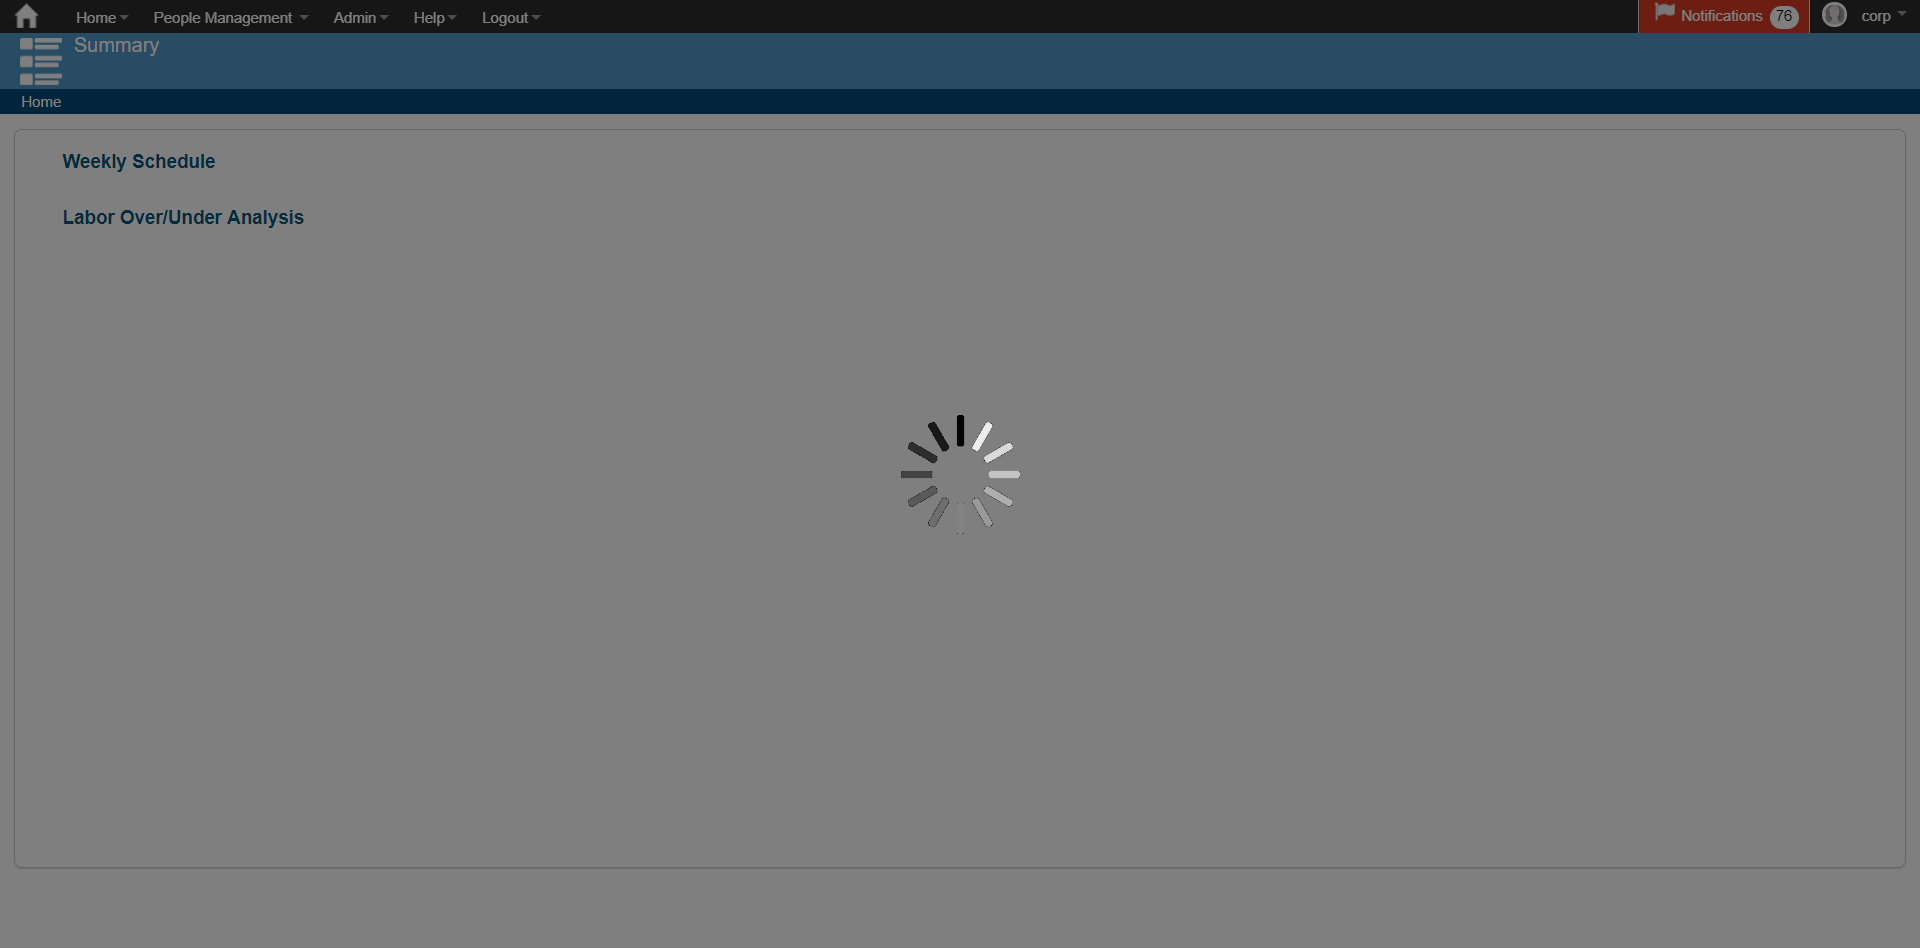 Home People Management Admin Help Logout Notifications 76 corp
Summary
Home
Weekly Schedule
Labor Over/Under Analysis